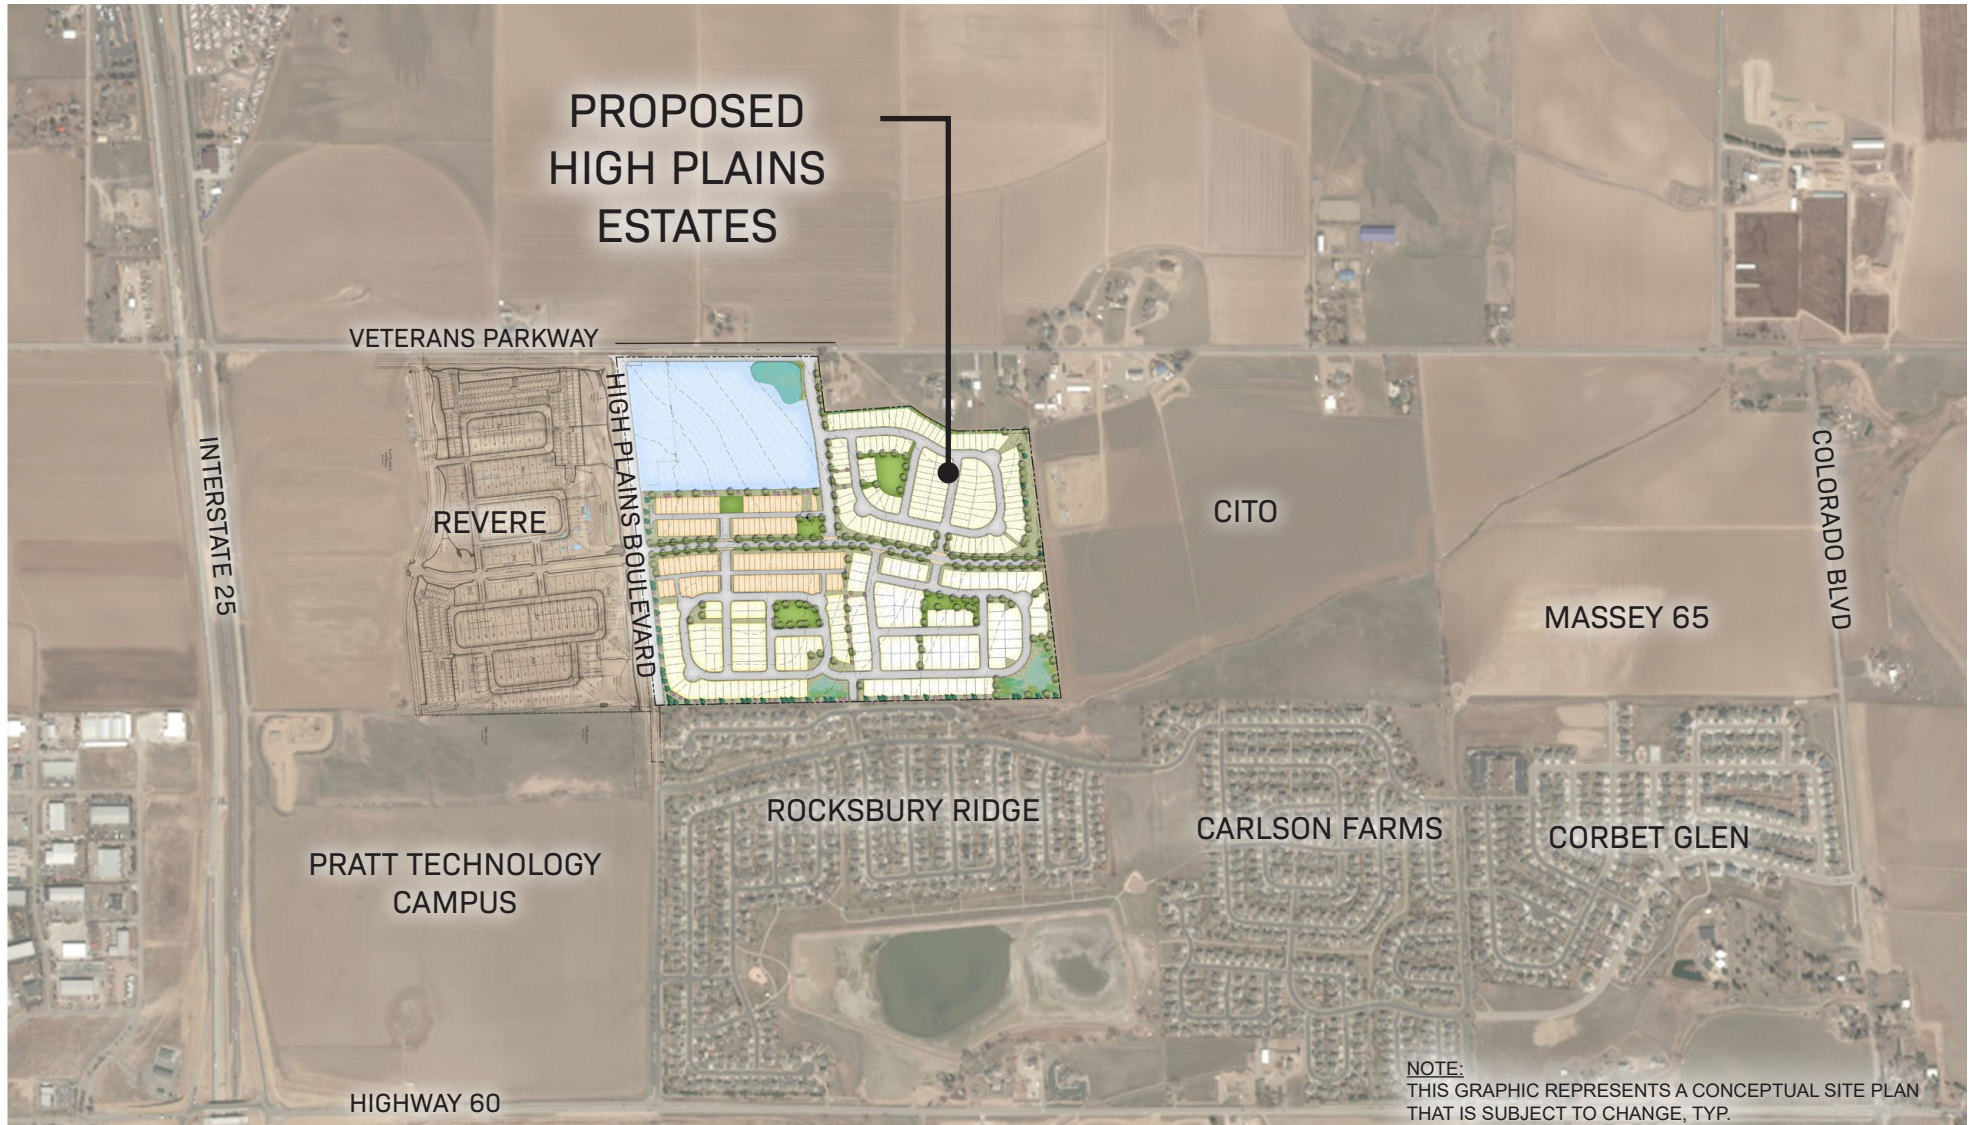 PROPOSED
HIGH PLAINS
ESTATES
VETERANS PARKWAY
HIGH PLAINS BOULEVARD
INTERSTATE 25
REVERE
CITO
COLORADO BLVD
MASSEY 65
ROCKSBURY RIDGE
CARLSON FARMS
CORBET GLEN
PRATT TECHNOLOGY
CAMPUS
HIGHWAY 60
NOTE:
THIS GRAPHIC REPRESENTS A CONCEPTUAL SITE PLAN
THAT IS SUBJECT TO CHANGE, TYP.